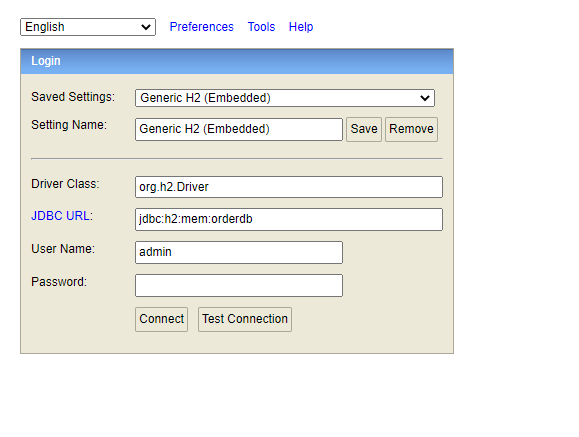 English Preferences Tools Help
Login
Saved Settings: Generic H2 (Embedded)
Setting Name: Generic H2 (Embedded) Save Remove
Driver Class: org.h2.Driver
JDBC URL: jdbc:h2:mem:orderdb
User Name: admin
Password:
Connect Test Connection